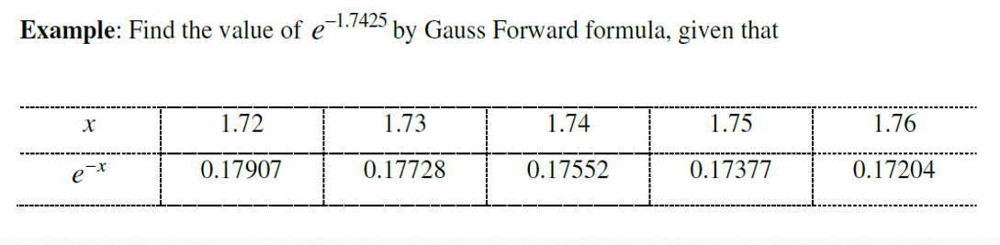 Example: Find the value of e^{-1.7425} by Gauss Forward formula, given that
x 1.72 1.73 1.74 1.75 1.76
e^{-x} 0.17907 0.17728 0.17552 0.17377 0.17204